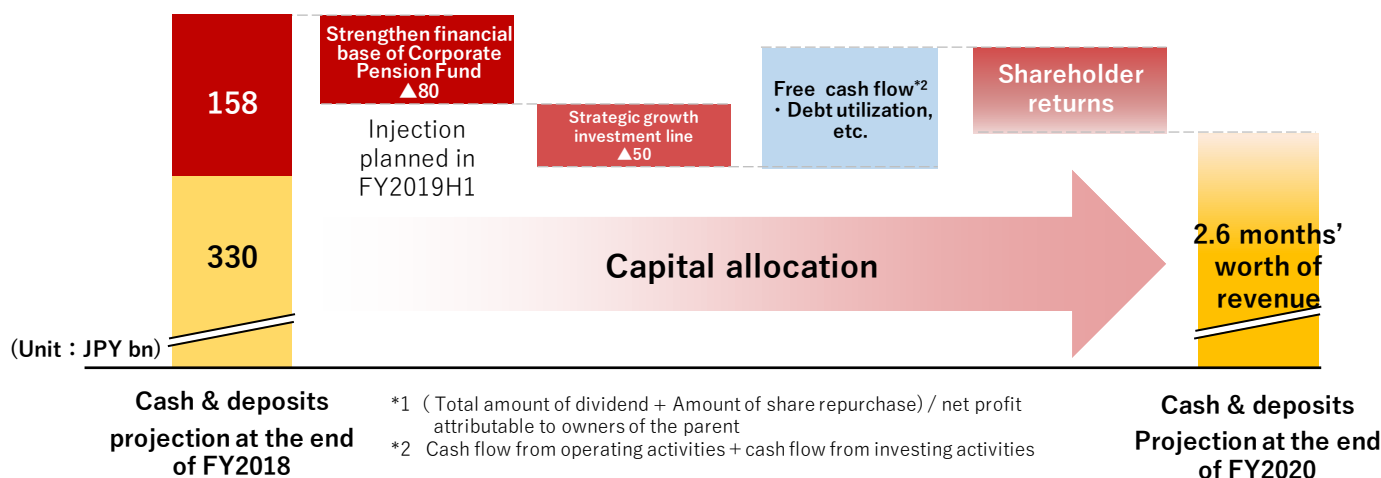 158
330
(Unit：JPY bn)
Cash & deposits
projection at the end
of FY2018
Strengthen financial
base of Corporate
Pension Fund
▲80
Injection
planned in
FY2019H1
Strategic growth
investment line
▲50
Free cash flow*2
・Debt utilization,
etc.
Shareholder
returns
Capital allocation
2.6 months’
worth of
revenue
Cash & deposits
Projection at the end
of FY2020
*1 ( Total amount of dividend + Amount of share repurchase) / net profit
attributable to owners of the parent
*2 Cash flow from operating activities + cash flow from investing activities